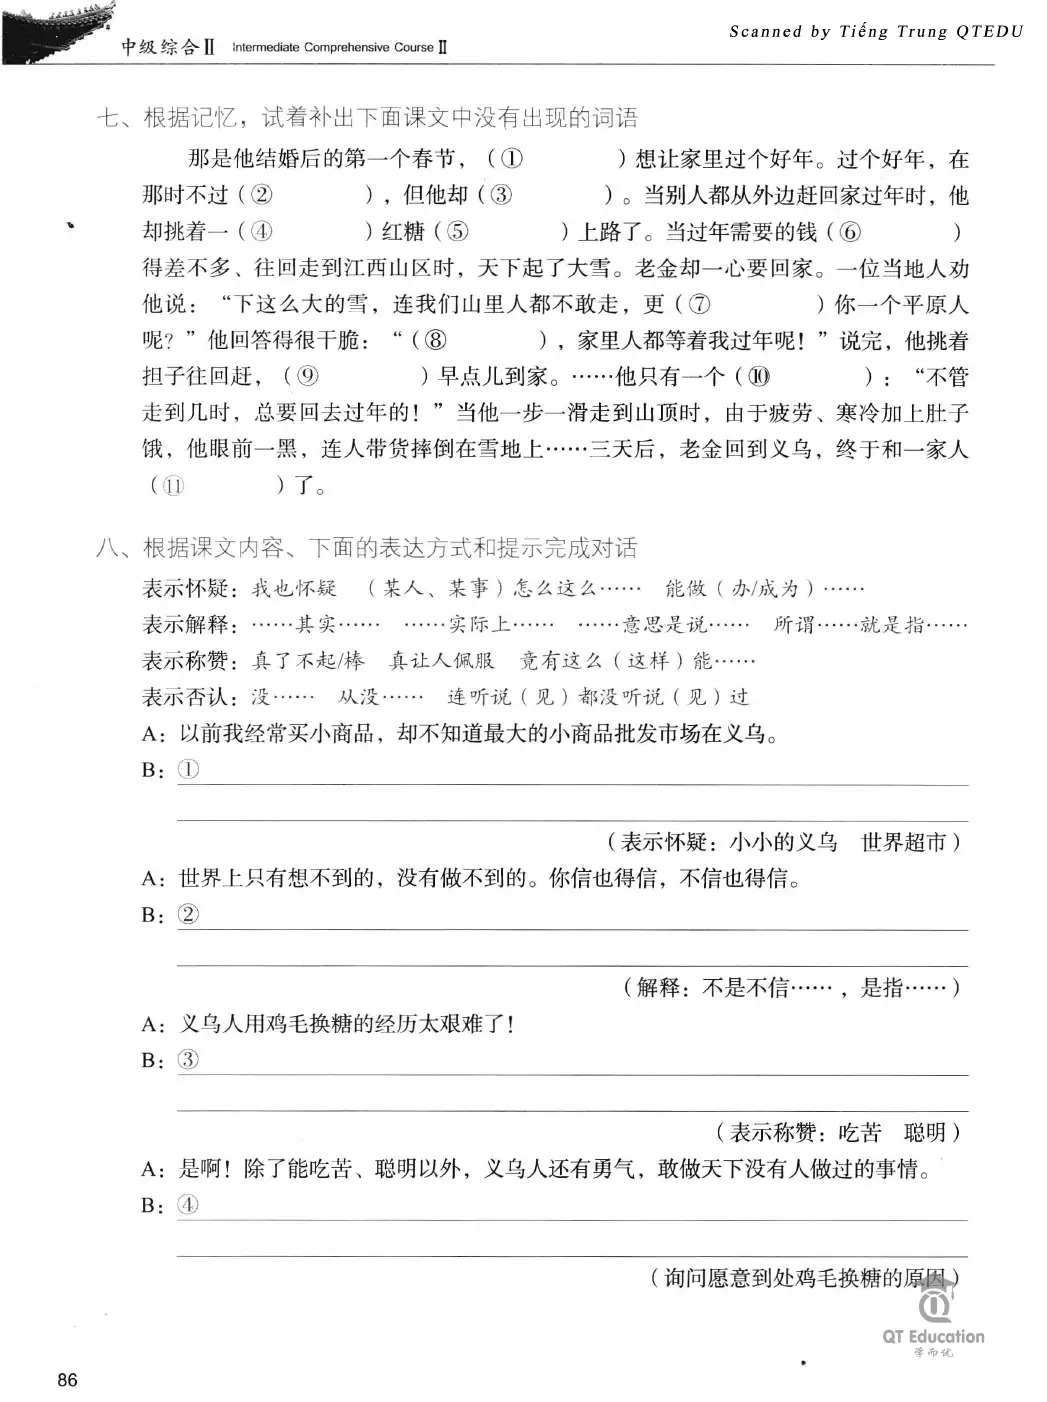 中级综合Ⅱ Intermediate Comprehensive Course Ⅱ
Scanned by Tiếng Trung QTEDU
七、根据记忆，试着补出下面课文中没有出现的词语
那是他结婚后的第一个春节，（① ）想让家里过个好年。过个好年，在
那时不过（② ），但他却（③ ）。当别人都从外边赶回家过年时，他
却挑着一（④ ）红糖（⑤ ）上路了。当过年需要的钱（⑥ ）
得差不多、往回走到江西山区时，天下起了大雪。老金却一心要回家。一位当地人劝
他说：“下这么大的雪，连我们山里人都不敢走，更（⑦ ）你一个平原人
呢？”他回答得很干脆：“（⑧ ），家里人都等着我过年呢！”说完，他挑着
担子往回赶，（⑨ ）早点儿到家。……他只有一个（⑩ ）：“不管
走到几时，总要回去过年的！”当他一步一滑走到山顶时，由于疲劳、寒冷加上肚子
饿，他眼前一黑，连人带货摔倒在雪地上……三天后，老金回到义乌，终于和一家人
（⑪ ）了。
八、根据课文内容、下面的表达方式和提示完成对话
表示怀疑：我也怀疑 （某人、某事）怎么这么…… 能做（办/成为）……
表示解释：……其实…… ……实际上…… ……意思是说…… 所谓……就是指……
表示称赞：真了不起/棒 真让人佩服 竟有这么（这样）能……
表示否认：没…… 从没…… 连听说（见）都没听说（见）过
A：以前我经常买小商品，却不知道最大的小商品批发市场在义乌。
B：①
（表示怀疑：小小的义乌 世界超市）
A：世界上只有想不到的，没有做不到的。你信也得信，不信也得信。
B：②
（解释：不是不信……，是指……）
A：义乌人用鸡毛换糖的经历太艰难了！
B：③
（表示称赞：吃苦 聪明）
A：是啊！除了能吃苦、聪明以外，义乌人还有勇气，敢做天下没有人做过的事情。
B：④
（询问愿意到处鸡毛换糖的原因）
QT Education
学而优
86